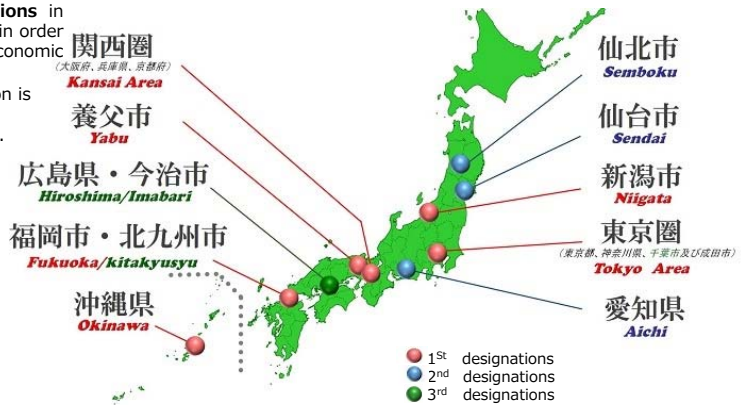 ions in
in order
conomic
on is
.
関西圏
(大阪府、兵庫県、京都府)
Kansai Area
養父市
Yabu
広島県・今治市
Hiroshima/Imabari
福岡市・北九州市
Fukuoka/kitakyusyu
沖縄県
Okinawa
仙北市
Semboku
仙台市
Sendai
新潟市
Niigata
東京圏
(東京都、神奈川県、千葉市及び成田市)
Tokyo Area
愛知県
Aichi
1St designations
2nd designations
3rd designations